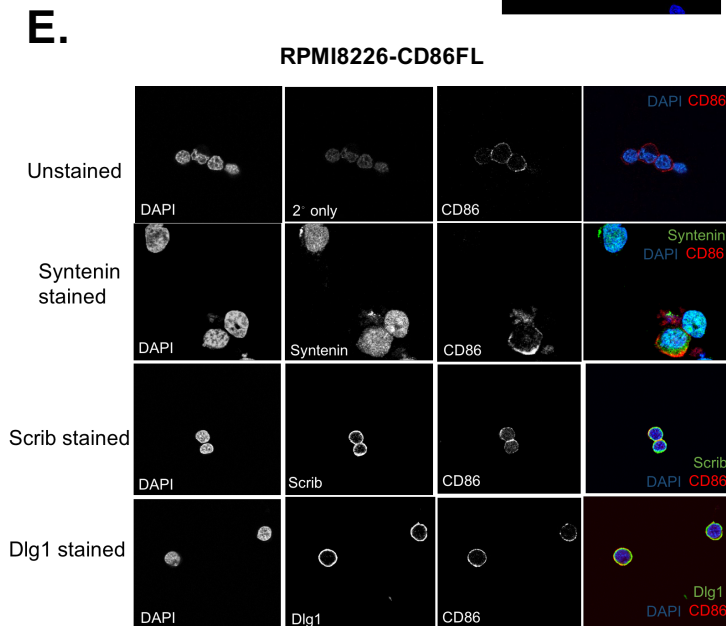 E.
RPMI8226-CD86FL
Unstained
DAPI
2° only
CD86
DAPI CD86
Syntenin
stained
DAPI
Syntenin
CD86
Syntenin
DAPI CD86
Scrib stained
DAPI
Scrib
CD86
Scrib
DAPI CD86
Dlg1 stained
DAPI
Dlg1
CD86
Dlg1
DAPI CD86